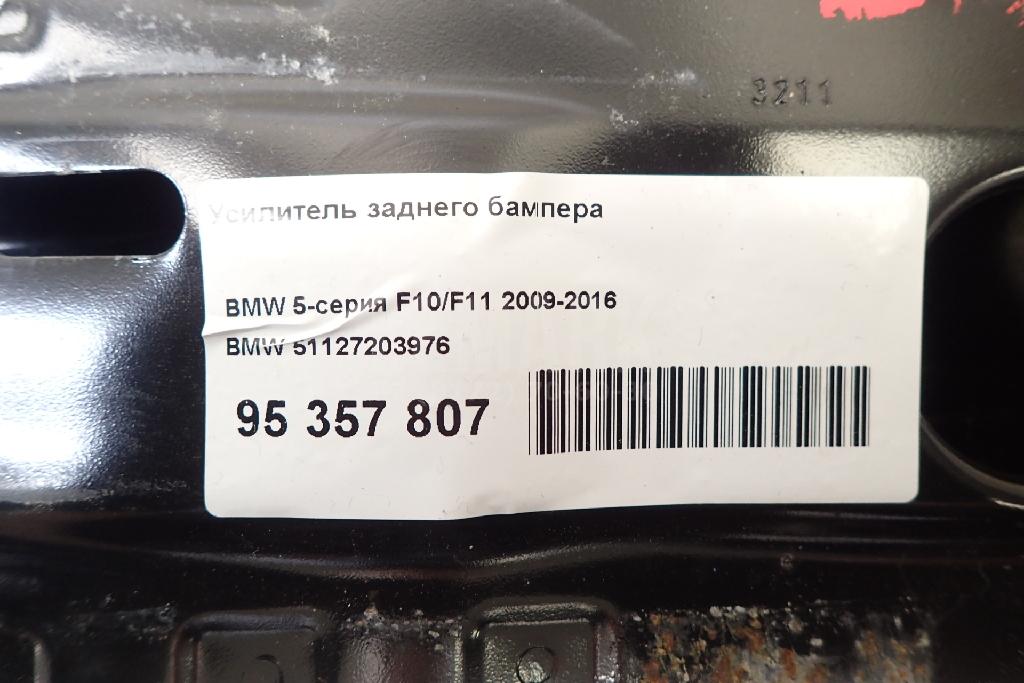 3211
Усилитель заднего бампера
BMW 5-серия F10/F11 2009-2016
BMW 51127203976
95 357 807